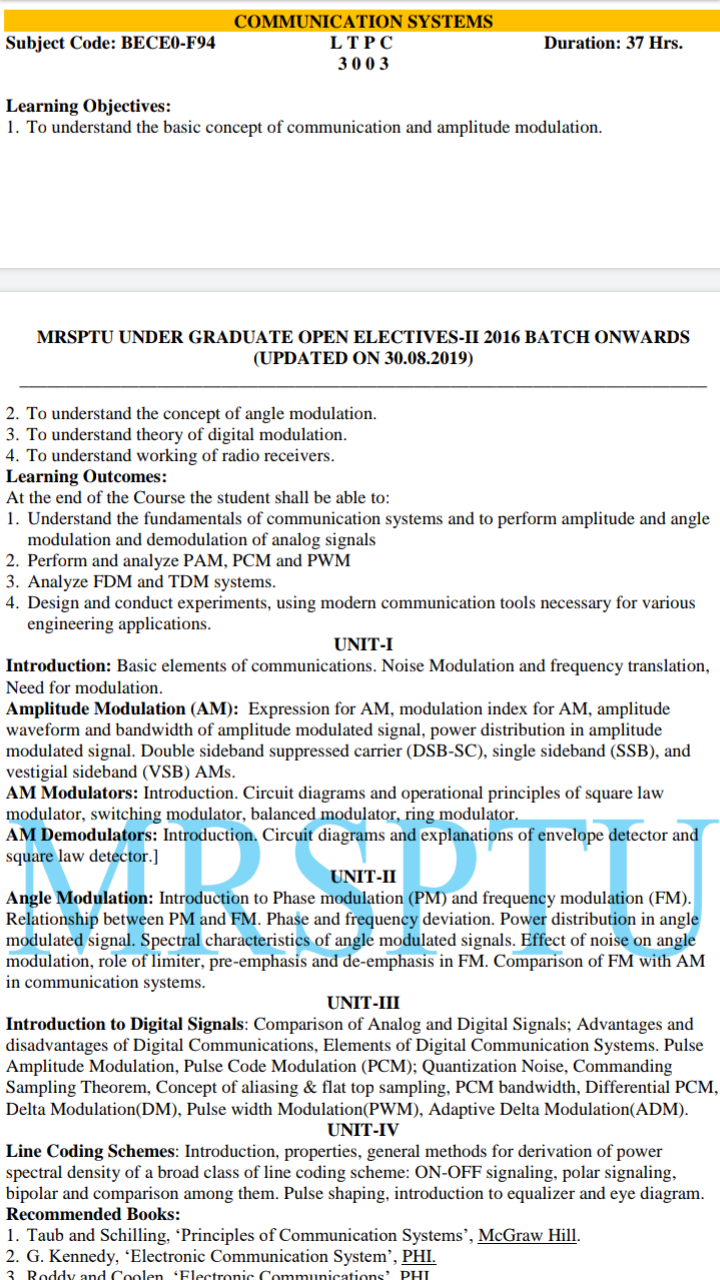 COMMUNICATION SYSTEMS
Subject Code: BECE0-F94 L T P C Duration: 37 Hrs.
3 0 0 3
Learning Objectives:
1. To understand the basic concept of communication and amplitude modulation.
MRSPTU UNDER GRADUATE OPEN ELECTIVES-II 2016 BATCH ONWARDS
(UPDATED ON 30.08.2019)
2. To understand the concept of angle modulation.
3. To understand theory of digital modulation.
4. To understand working of radio receivers.
Learning Outcomes:
At the end of the Course the student shall be able to:
1. Understand the fundamentals of communication systems and to perform amplitude and angle
modulation and demodulation of analog signals
2. Perform and analyze PAM, PCM and PWM
3. Analyze FDM and TDM systems.
4. Design and conduct experiments, using modern communication tools necessary for various
engineering applications.
UNIT-I
Introduction: Basic elements of communications. Noise Modulation and frequency translation,
Need for modulation.
Amplitude Modulation (AM): Expression for AM, modulation index for AM, amplitude
waveform and bandwidth of amplitude modulated signal, power distribution in amplitude
modulated signal. Double sideband suppressed carrier (DSB-SC), single sideband (SSB), and
vestigial sideband (VSB) AMs.
AM Modulators: Introduction. Circuit diagrams and operational principles of square law
modulator, switching modulator, balanced modulator, ring modulator.
AM Demodulators: Introduction. Circuit diagrams and explanations of envelope detector and
square law detector.]
UNIT-II
Angle Modulation: Introduction to Phase modulation (PM) and frequency modulation (FM).
Relationship between PM and FM. Phase and frequency deviation. Power distribution in angle
modulated signal. Spectral characteristics of angle modulated signals. Effect of noise on angle
modulation, role of limiter, pre-emphasis and de-emphasis in FM. Comparison of FM with AM
in communication systems.
MRSPTU
UNIT-III
Introduction to Digital Signals: Comparison of Analog and Digital Signals; Advantages and
disadvantages of Digital Communications, Elements of Digital Communication Systems. Pulse
Amplitude Modulation, Pulse Code Modulation (PCM); Quantization Noise, Commanding
Sampling Theorem, Concept of aliasing & flat top sampling, PCM bandwidth, Differential PCM,
Delta Modulation(DM), Pulse width Modulation(PWM), Adaptive Delta Modulation(ADM).
UNIT-IV
Line Coding Schemes: Introduction, properties, general methods for derivation of power
spectral density of a broad class of line coding scheme: ON-OFF signaling, polar signaling,
bipolar and comparison among them. Pulse shaping, introduction to equalizer and eye diagram.
Recommended Books:
1. Taub and Schilling, ‘Principles of Communication Systems’, McGraw Hill.
2. G. Kennedy, ‘Electronic Communication System’, PHI.
3. Roddy and Coolen, ‘Electronic Communications’, PHI